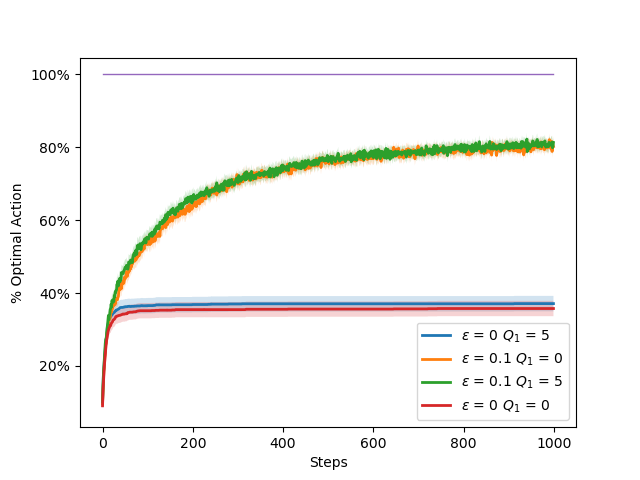 100%
80%
60%
40%
20%
% Optimal Action
0 200 400 600 800 1000
Steps
ε = 0 Q₁ = 5
ε = 0.1 Q₁ = 0
ε = 0.1 Q₁ = 5
ε = 0 Q₁ = 0